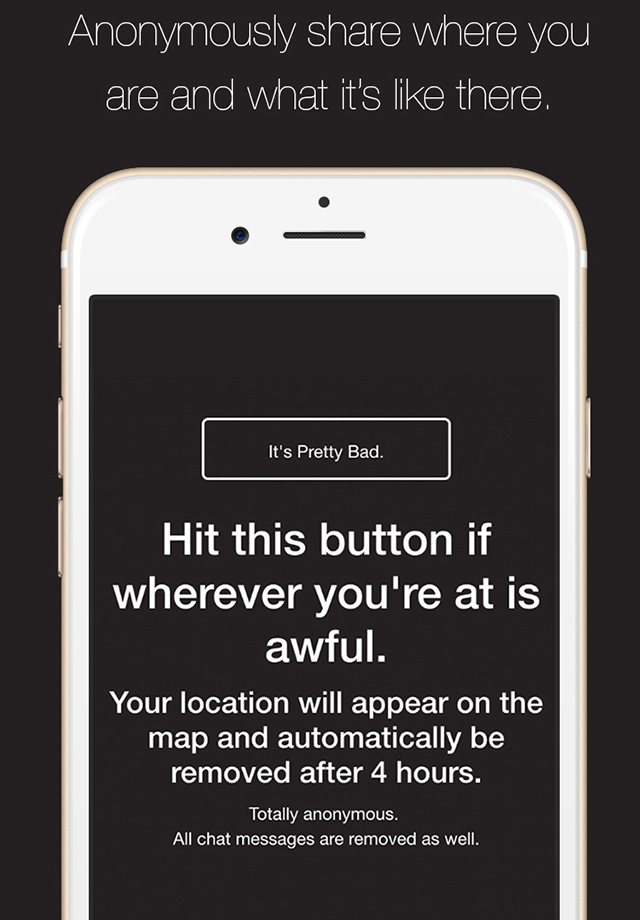 Anonymously share where you
are and what it's like there.
It's Pretty Bad.
Hit this button if
wherever you're at is
awful.
Your location will appear on the
map and automatically be
removed after 4 hours.
Totally anonymous.
All chat messages are removed as well.